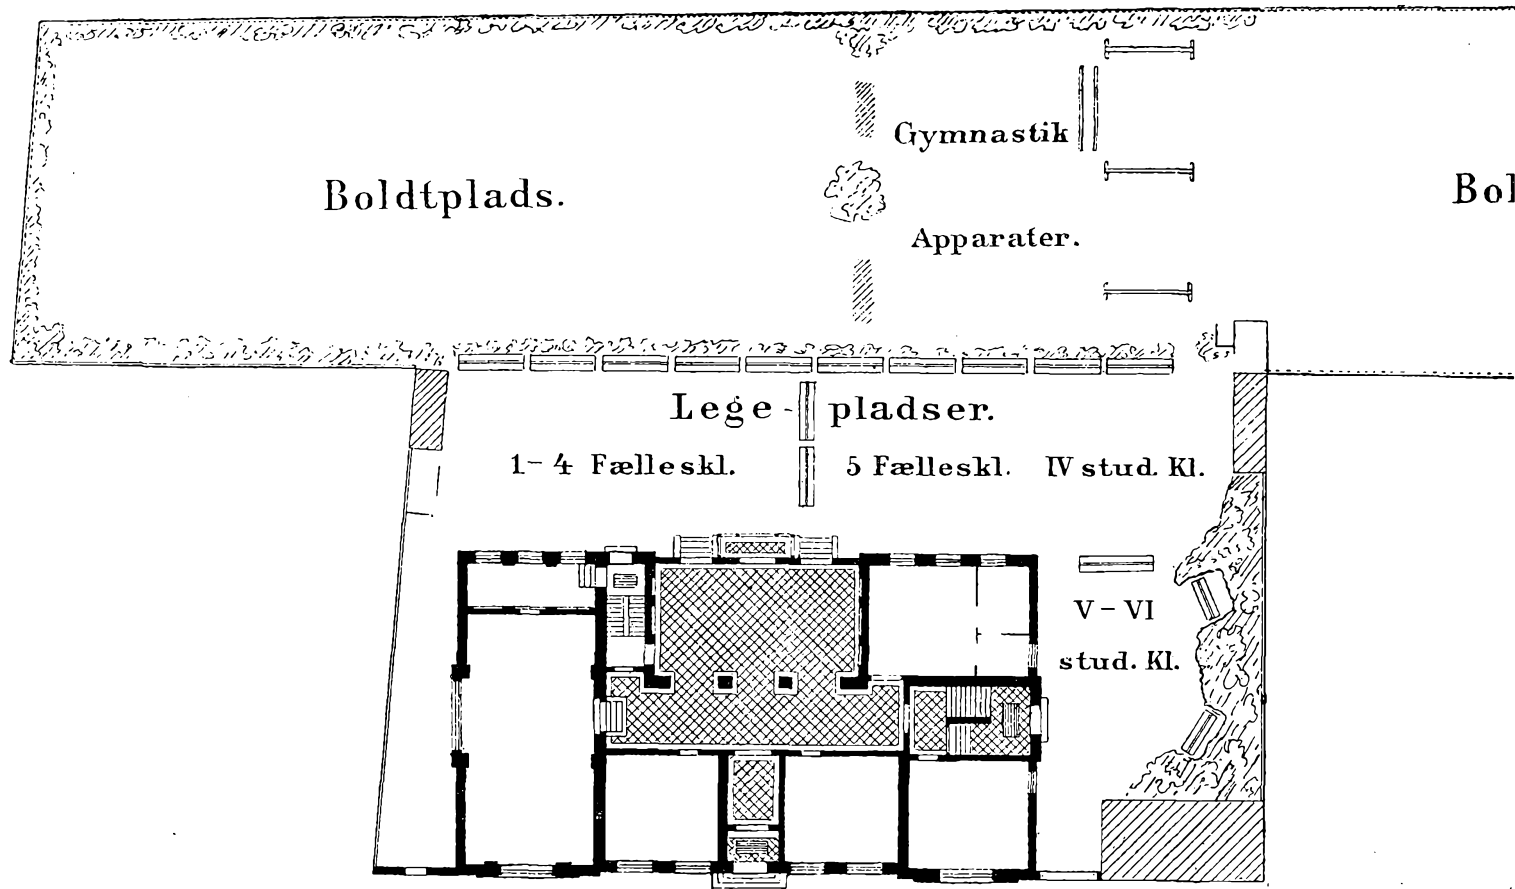 Boldtplads.
Gymnastik
Apparater.
Bol
Lege-pladser.
1-4 Fælleskl.
5 Fælleskl. IV stud. Kl.
V-VI
stud. Kl.